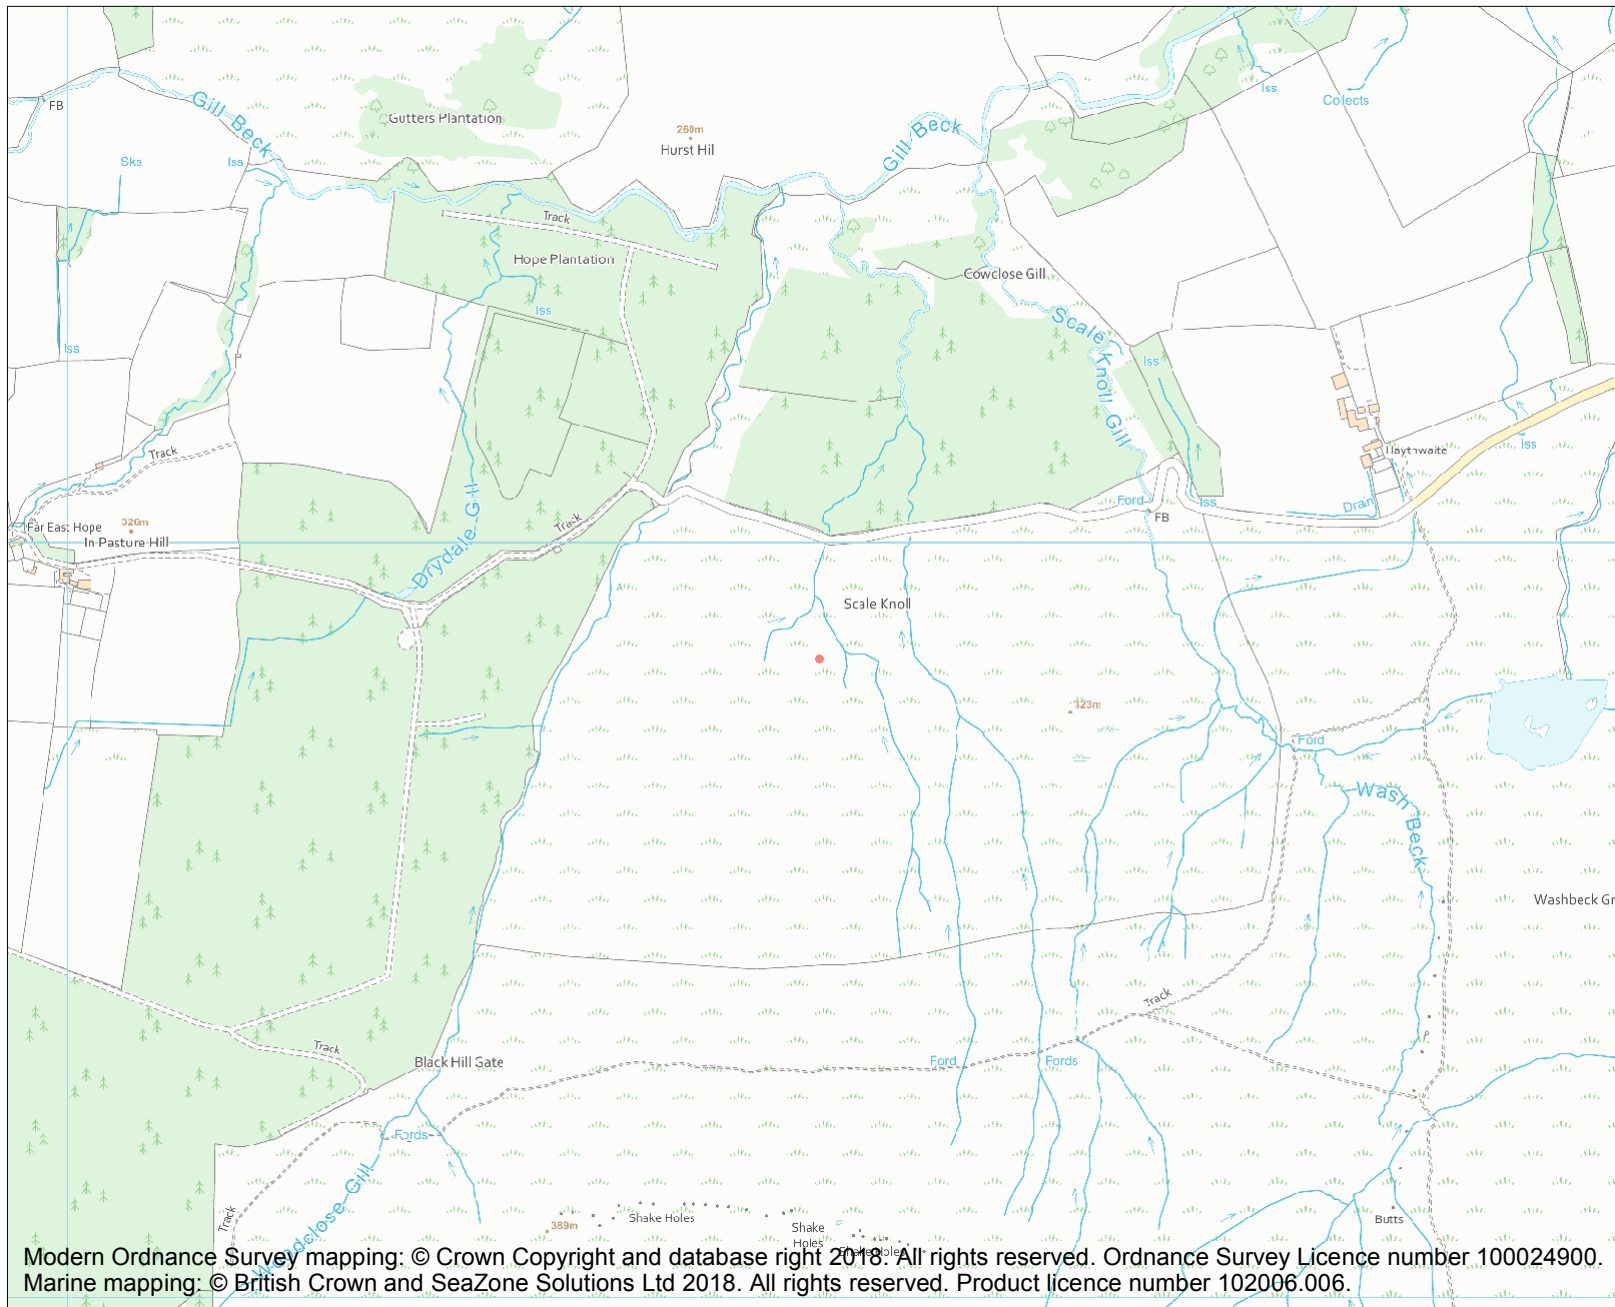 FB
Gill Beck
Gutters Plantation
260m
Hurst Hill
Gill Beck
Iss
Collects
Sks
Iss
Track
Hope Plantation
Cowclose Gill
Iss
Scale Knoll Gill
Iss
Iss
Track
Haythwaite
Iss
Ford
Iss
Drain
FB
Far East Hope
320m
In Pasture Hill
Track
Drydale Gill
Scale Knoll
323m
Ford
Wash Beck
Washbeck Gr
Track
Track
Black Hill Gate
Ford
Fords
Fords
Track
Woodclose Gill
389m
Shake Holes
Shake
Holes
Shake Holes
Butts
Modern Ordnance Survey mapping: © Crown Copyright and database right 2018. All rights reserved. Ordnance Survey Licence number 100024900.
Marine mapping: © British Crown and SeaZone Solutions Ltd 2018. All rights reserved. Product licence number 102006.006.